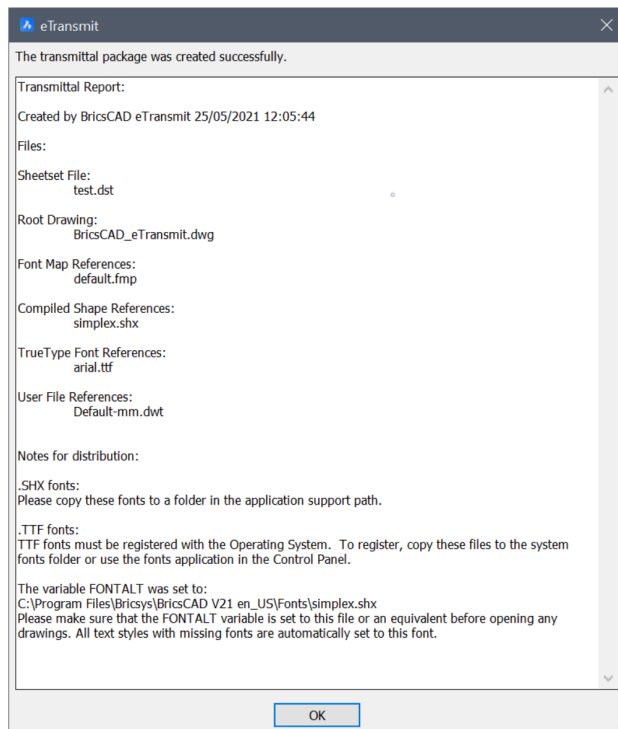 eTransmit
The transmittal package was created successfully.
Transmittal Report:
Created by BricsCAD eTransmit 25/05/2021 12:05:44
Files:
Sheetset File:
test.dst
Root Drawing:
BricsCAD_eTransmit.dwg
Font Map References:
default.fmp
Compiled Shape References:
simplex.shx
TrueType Font References:
arial.ttf
User File References:
Default-mm.dwt
Notes for distribution:
.SHX fonts:
Please copy these fonts to a folder in the application support path.
.TTF fonts:
TTF fonts must be registered with the Operating System.  To register, copy these files to the system
fonts folder or use the fonts application in the Control Panel.
The variable FONTALT was set to:
C:\Program Files\Bricsys\BricsCAD V21 en_US\Fonts\simplex.shx
Please make sure that the FONTALT variable is set to this file or an equivalent before opening any
drawings. All text styles with missing fonts are automatically set to this font.
OK